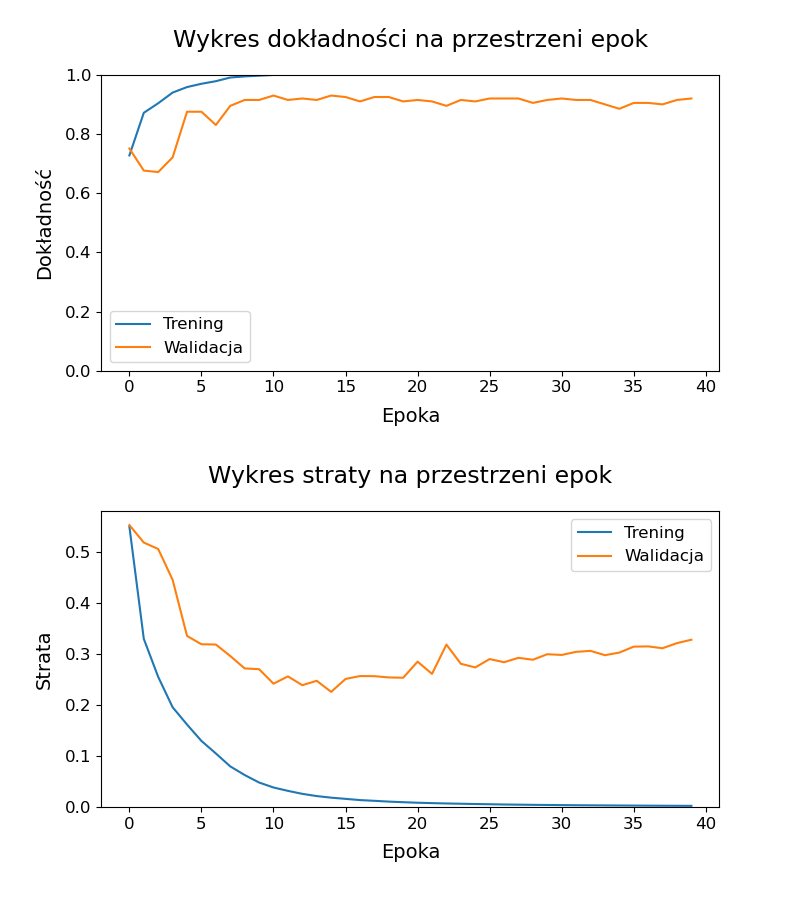 Wykres dokładności na przestrzeni epok
1.0
0.8
0.6
0.4
0.2
0.0
Dokładność
Trening
Walidacja
0 5 10 15 20 25 30 35 40
Epoka
Wykres straty na przestrzeni epok
0.5
0.4
0.3
0.2
0.1
0.0
Strata
Trening
Walidacja
0 5 10 15 20 25 30 35 40
Epoka